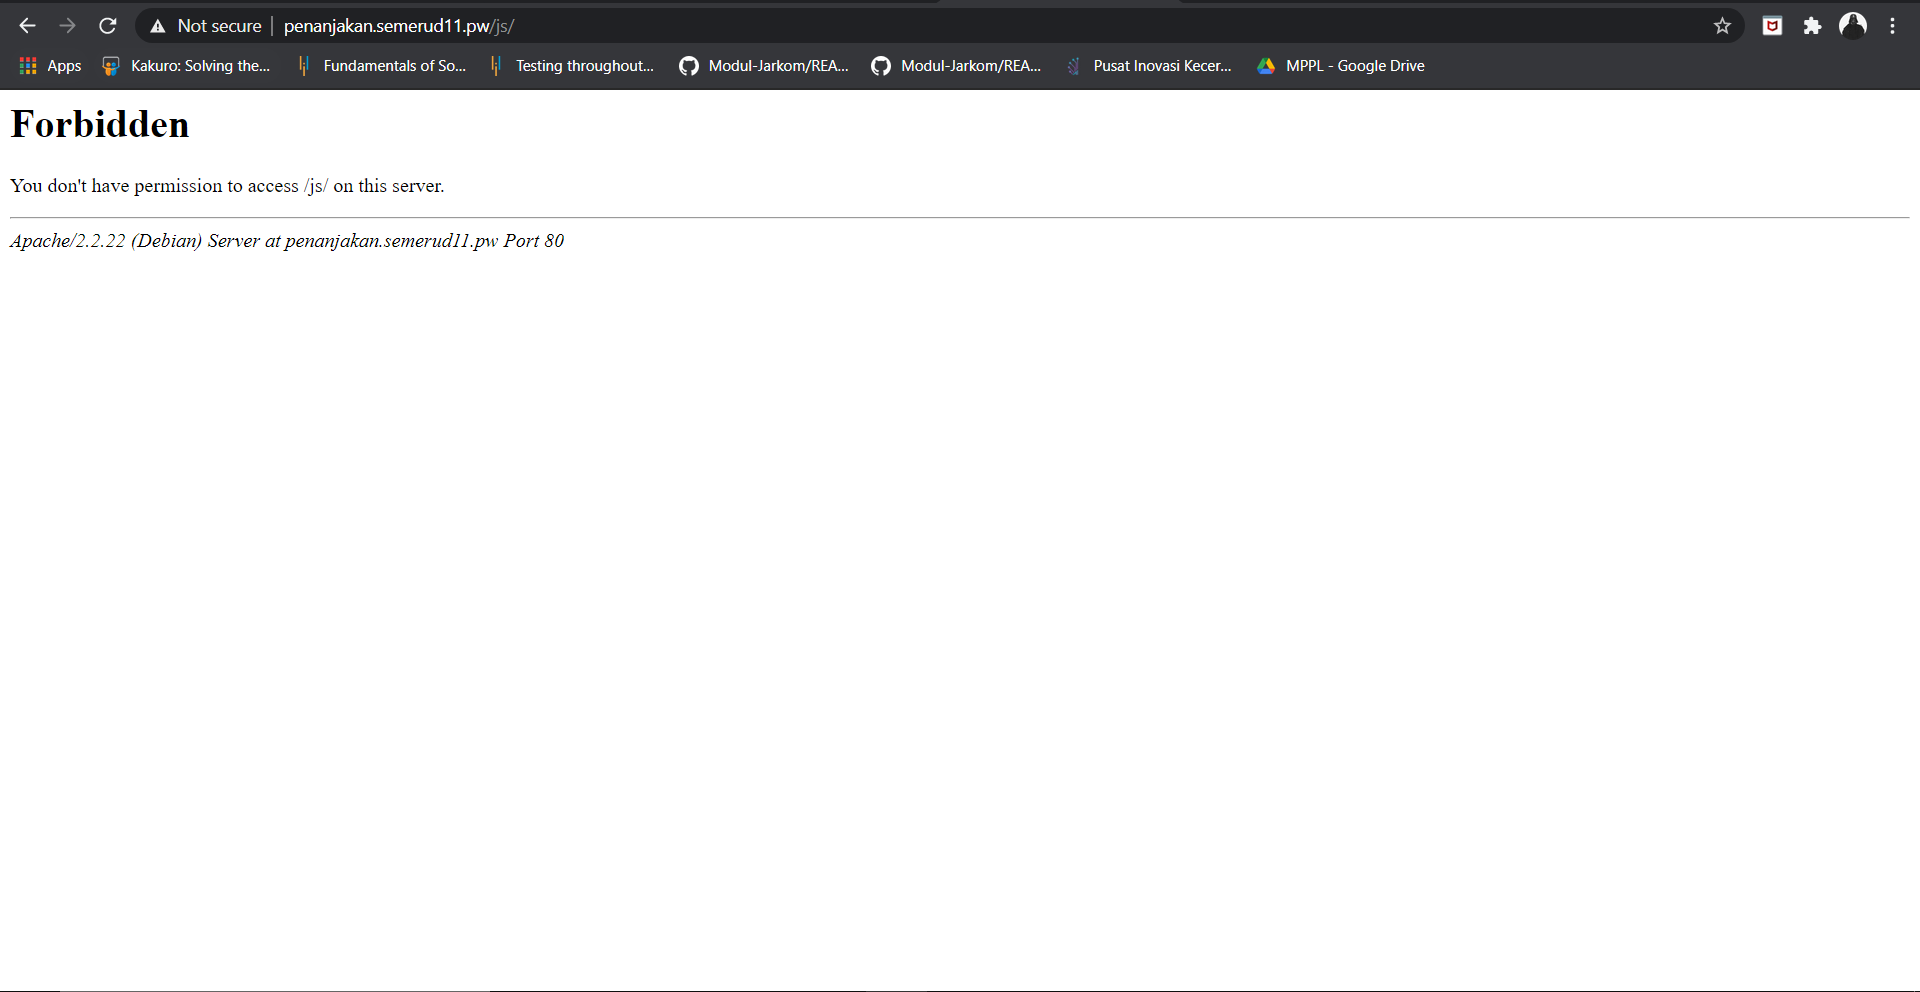 Not secure | penanjakan.semerud11.pw/js/
Apps Kakuro: Solving the... Fundamentals of So... Testing throughout... Modul-Jarkom/REA... Modul-Jarkom/REA... Pusat Inovasi Kecer... MPPL - Google Drive
Forbidden
You don't have permission to access /js/ on this server.
Apache/2.2.22 (Debian) Server at penanjakan.semerud11.pw Port 80